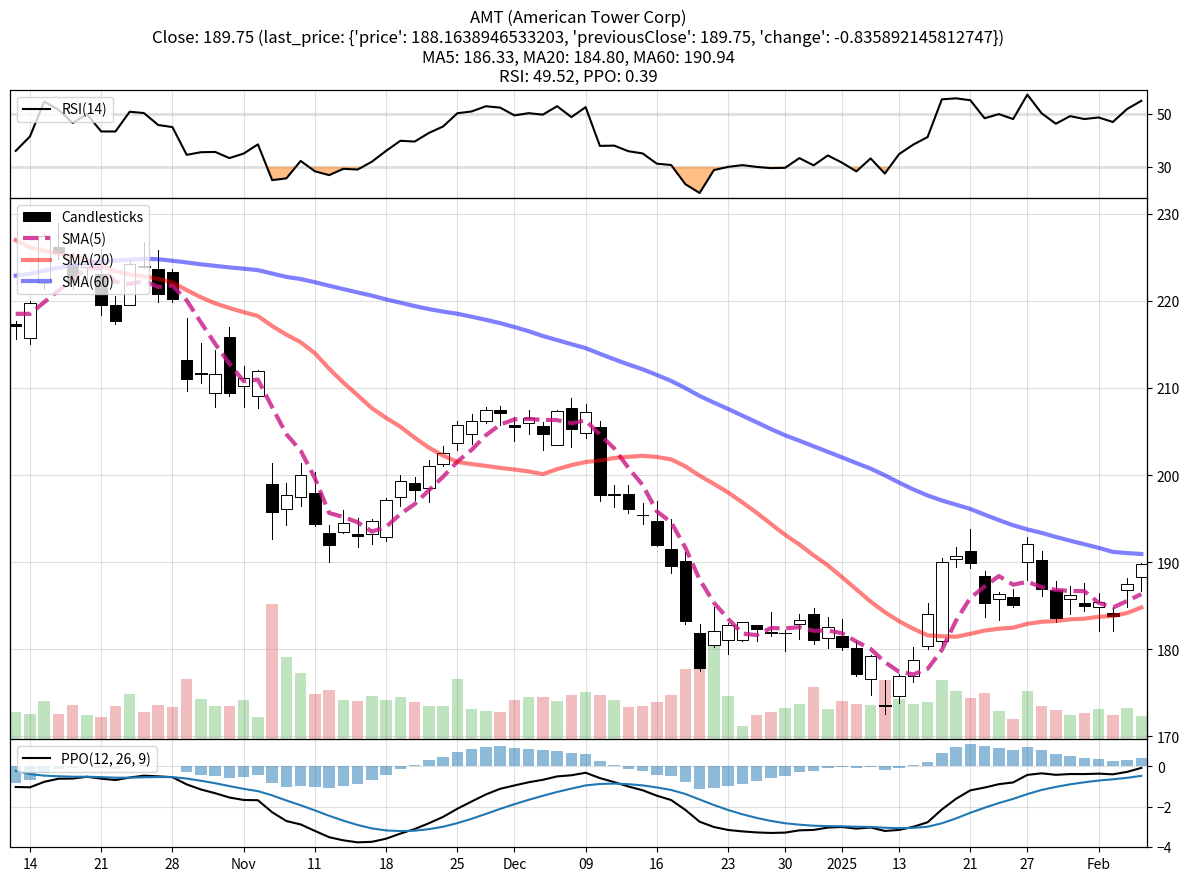 AMT (American Tower Corp)
Close: 189.75 (last_price: {'price': 188.1638946533203, 'previousClose': 189.75, 'change': -0.835892145812747})
MA5: 186.33, MA20: 184.80, MA60: 190.94
RSI: 49.52, PPO: 0.39
RSI(14)
50
30
Candlesticks
SMA(5)
SMA(20)
SMA(60)
230
220
210
200
190
180
170
PPO(12, 26, 9)
0
−2
−4
14 21 28 Nov 11 18 25 Dec 09 16 23 30 2025 13 21 27 Feb